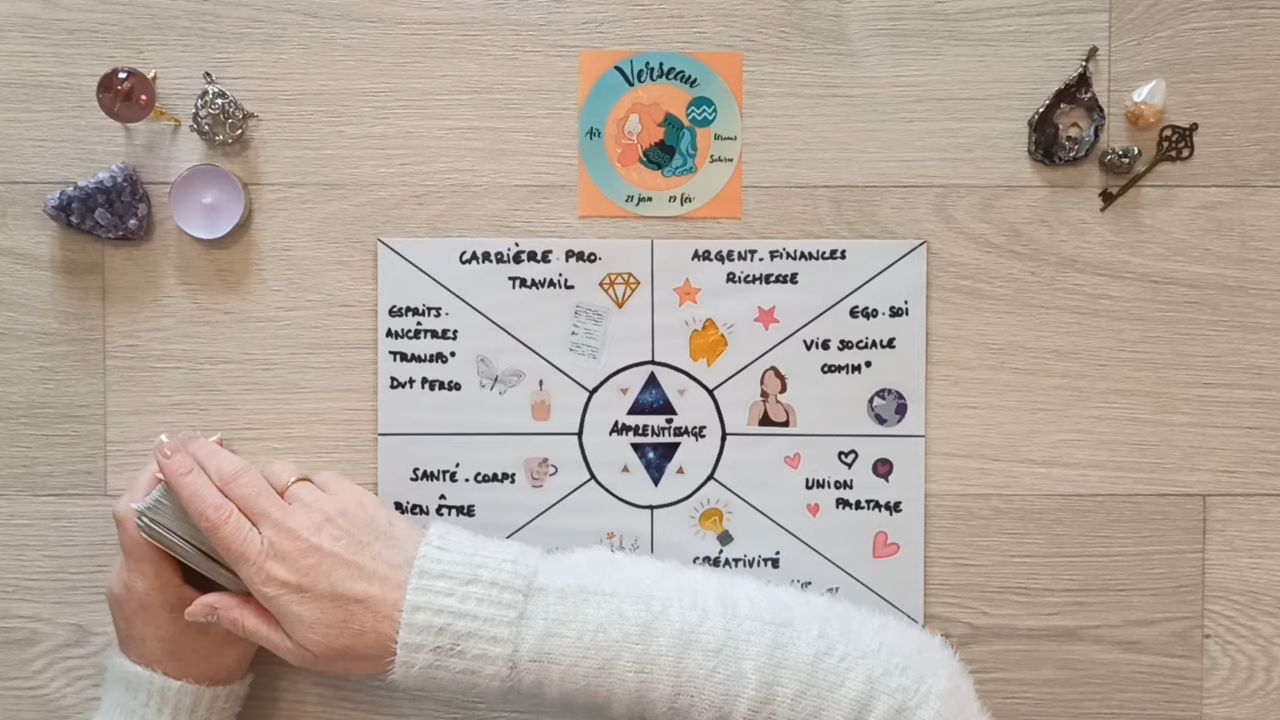 Verseau
Air
Uranus
Saturne
21 jan 19 fév
CARRIÈRE PRO.
TRAVAIL
ARGENT. FINANCES
RICHESSE
ESPRITS.
ANCÊTRES
TRANSFO°
DVT PERSO
EGO. SOI
VIE SOCIALE
COMM°
APPRENTISSAGE
SANTÉ. CORPS
BIEN ÊTRE
UNION
PARTAGE
CRÉATIVITÉ